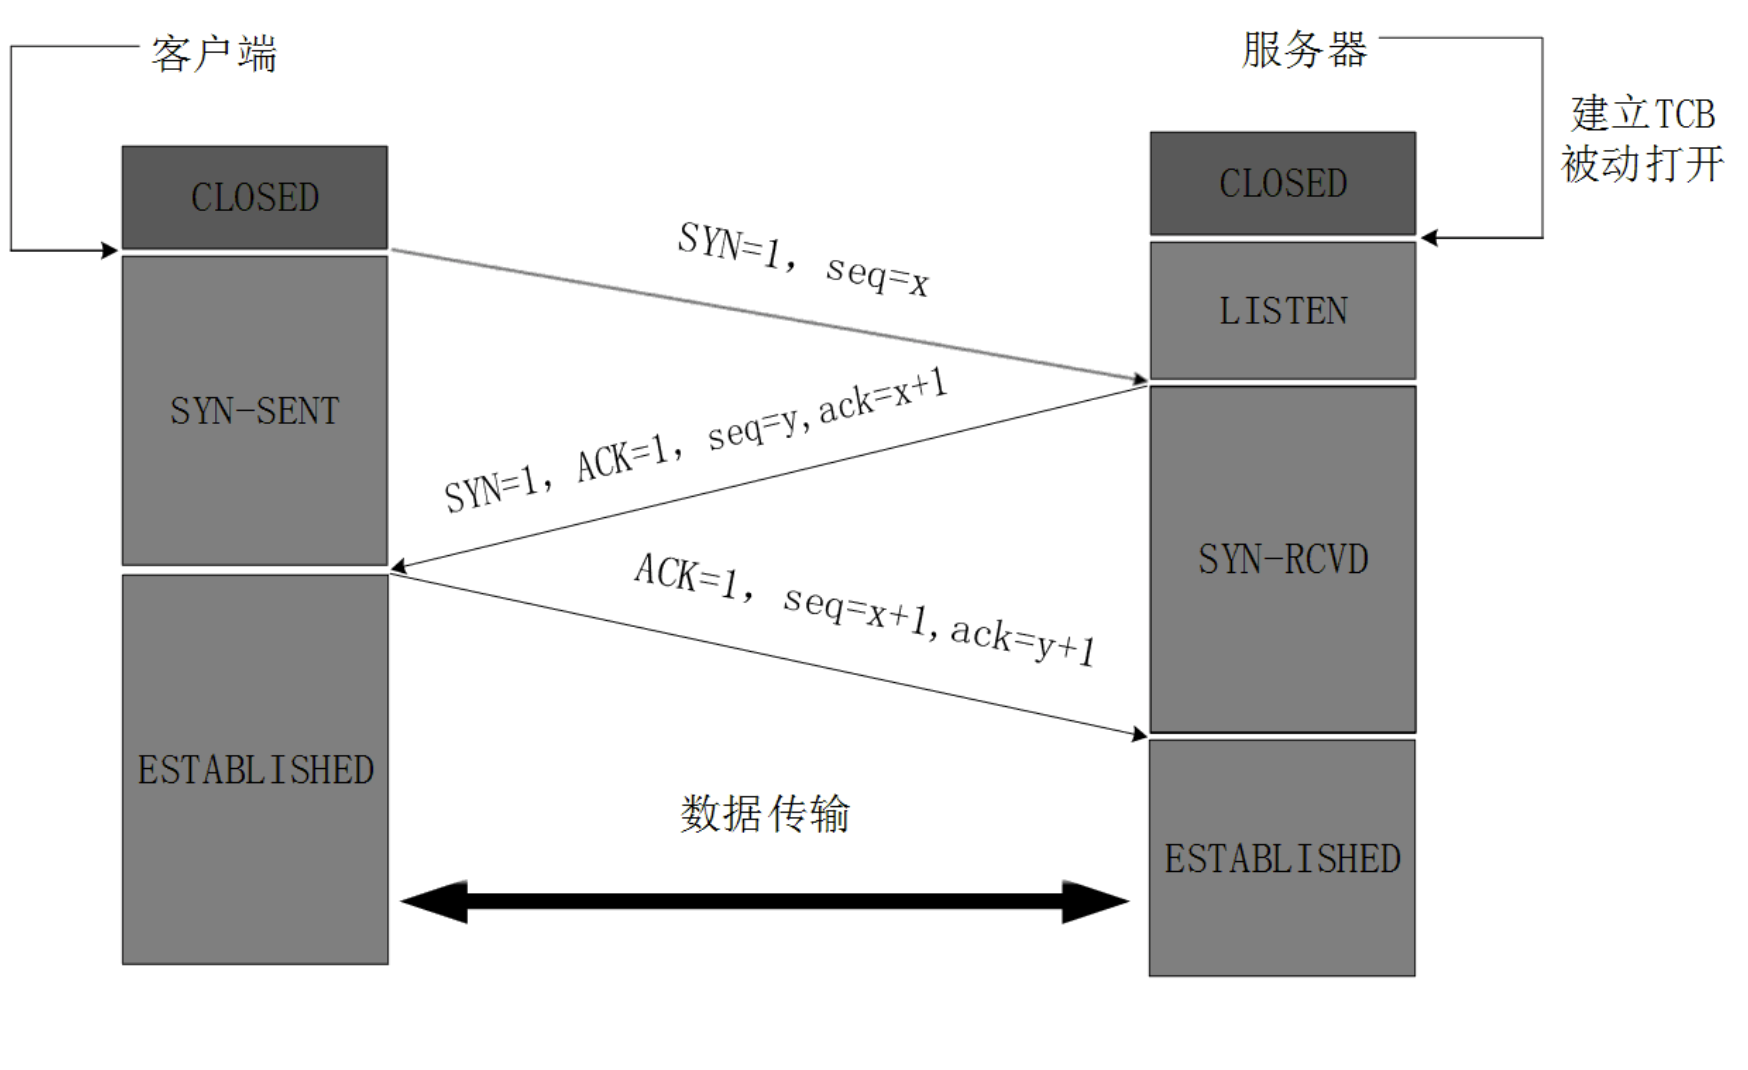 客户端
服务器
建立TCB
被动打开
CLOSED
CLOSED
SYN=1, seq=x
LISTEN
SYN-SENT
SYN=1, ACK=1, seq=y,ack=x+1
SYN-RCVD
ACK=1, seq=x+1,ack=y+1
ESTABLISHED
数据传输
ESTABLISHED